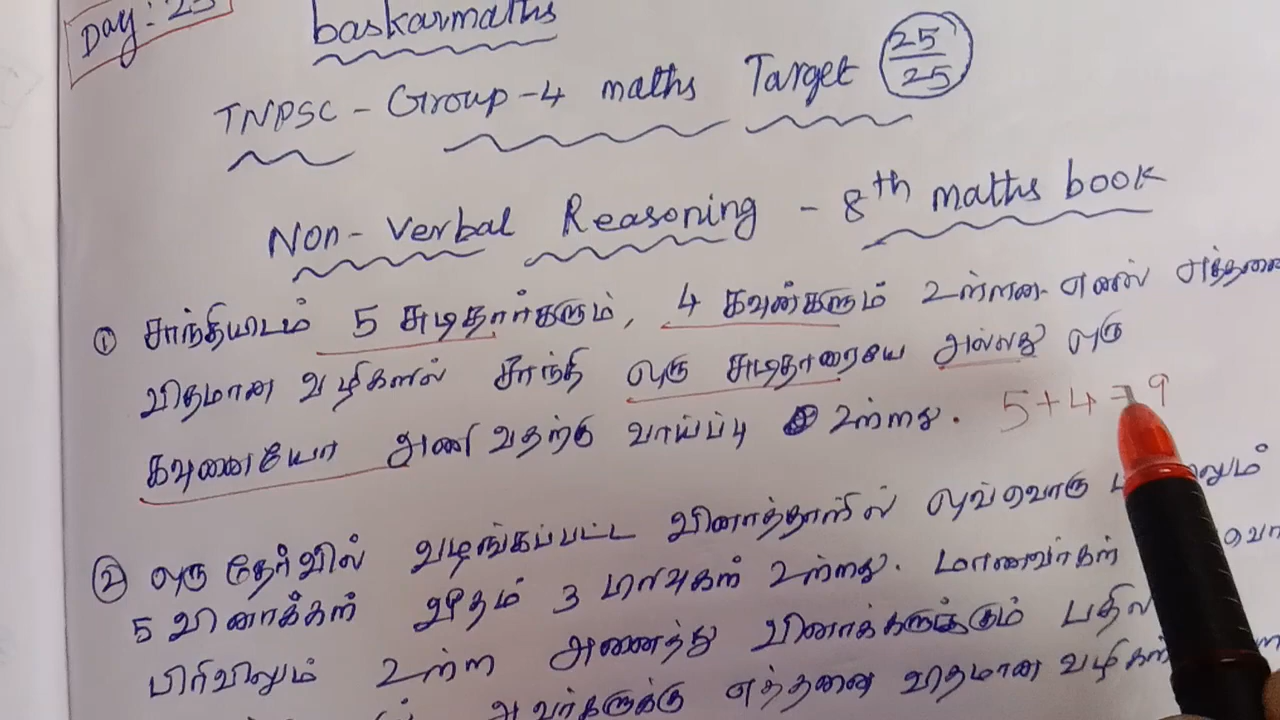 Day: 25
baskarmaths
TNPSC - Group-4 maths Target 25/25
Non-Verbal Reasoning - 8th maths book
① சாந்தியிடம் 5 சுடிதார்களும், 4 கவுன்களும் உள்ளன. எனில் எத்தனை
விதமான வழிகளில் சாந்தி ஒரு சுடிதாரையே அல்லது ஒரு
கவுனையோ அணிவதற்கு வாய்ப்பு உள்ளது. 5+4=9
② ஒரு தேர்வில் வழங்கப்பட்ட வினாத்தாளில் ஒவ்வொரு
5 வினாக்கள் வீதம் 3 பிரிவுகள் உள்ளது. மாணவர்கள்
பிரிவிலும் உள்ள அனைத்து வினாக்களுக்கும் பதில்
அவர்களுக்கு எத்தனை விதமான வழிகள்